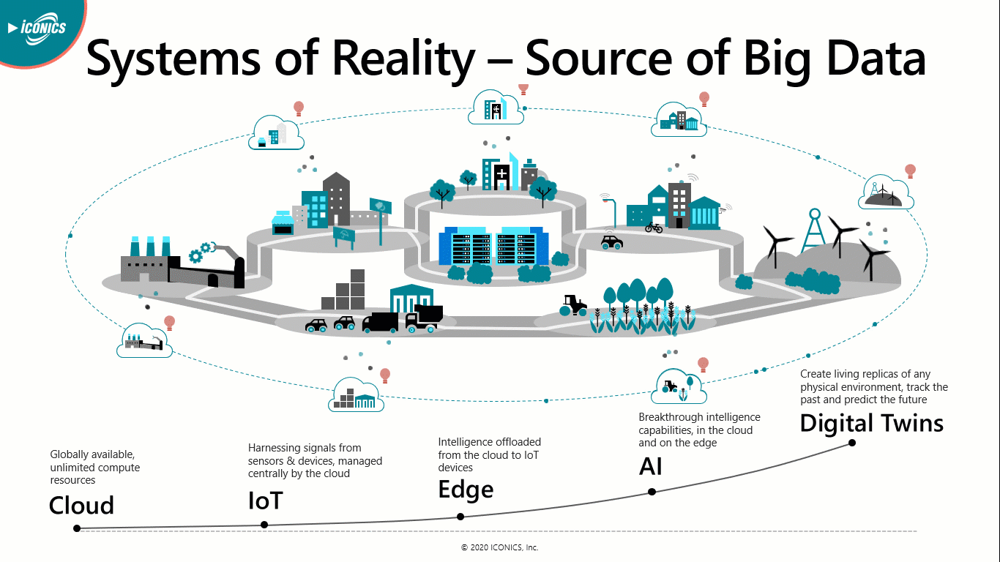 ICONICS
Systems of Reality – Source of Big Data
Globally available,
unlimited compute
resources
Cloud
Harnessing signals from
sensors & devices, managed
centrally by the cloud
IoT
Intelligence offloaded
from the cloud to IoT
devices
Edge
Breakthrough intelligence
capabilities, in the cloud
and on the edge
AI
Create living replicas of any
physical environment, track the
past and predict the future
Digital Twins
© 2020 ICONICS, Inc.